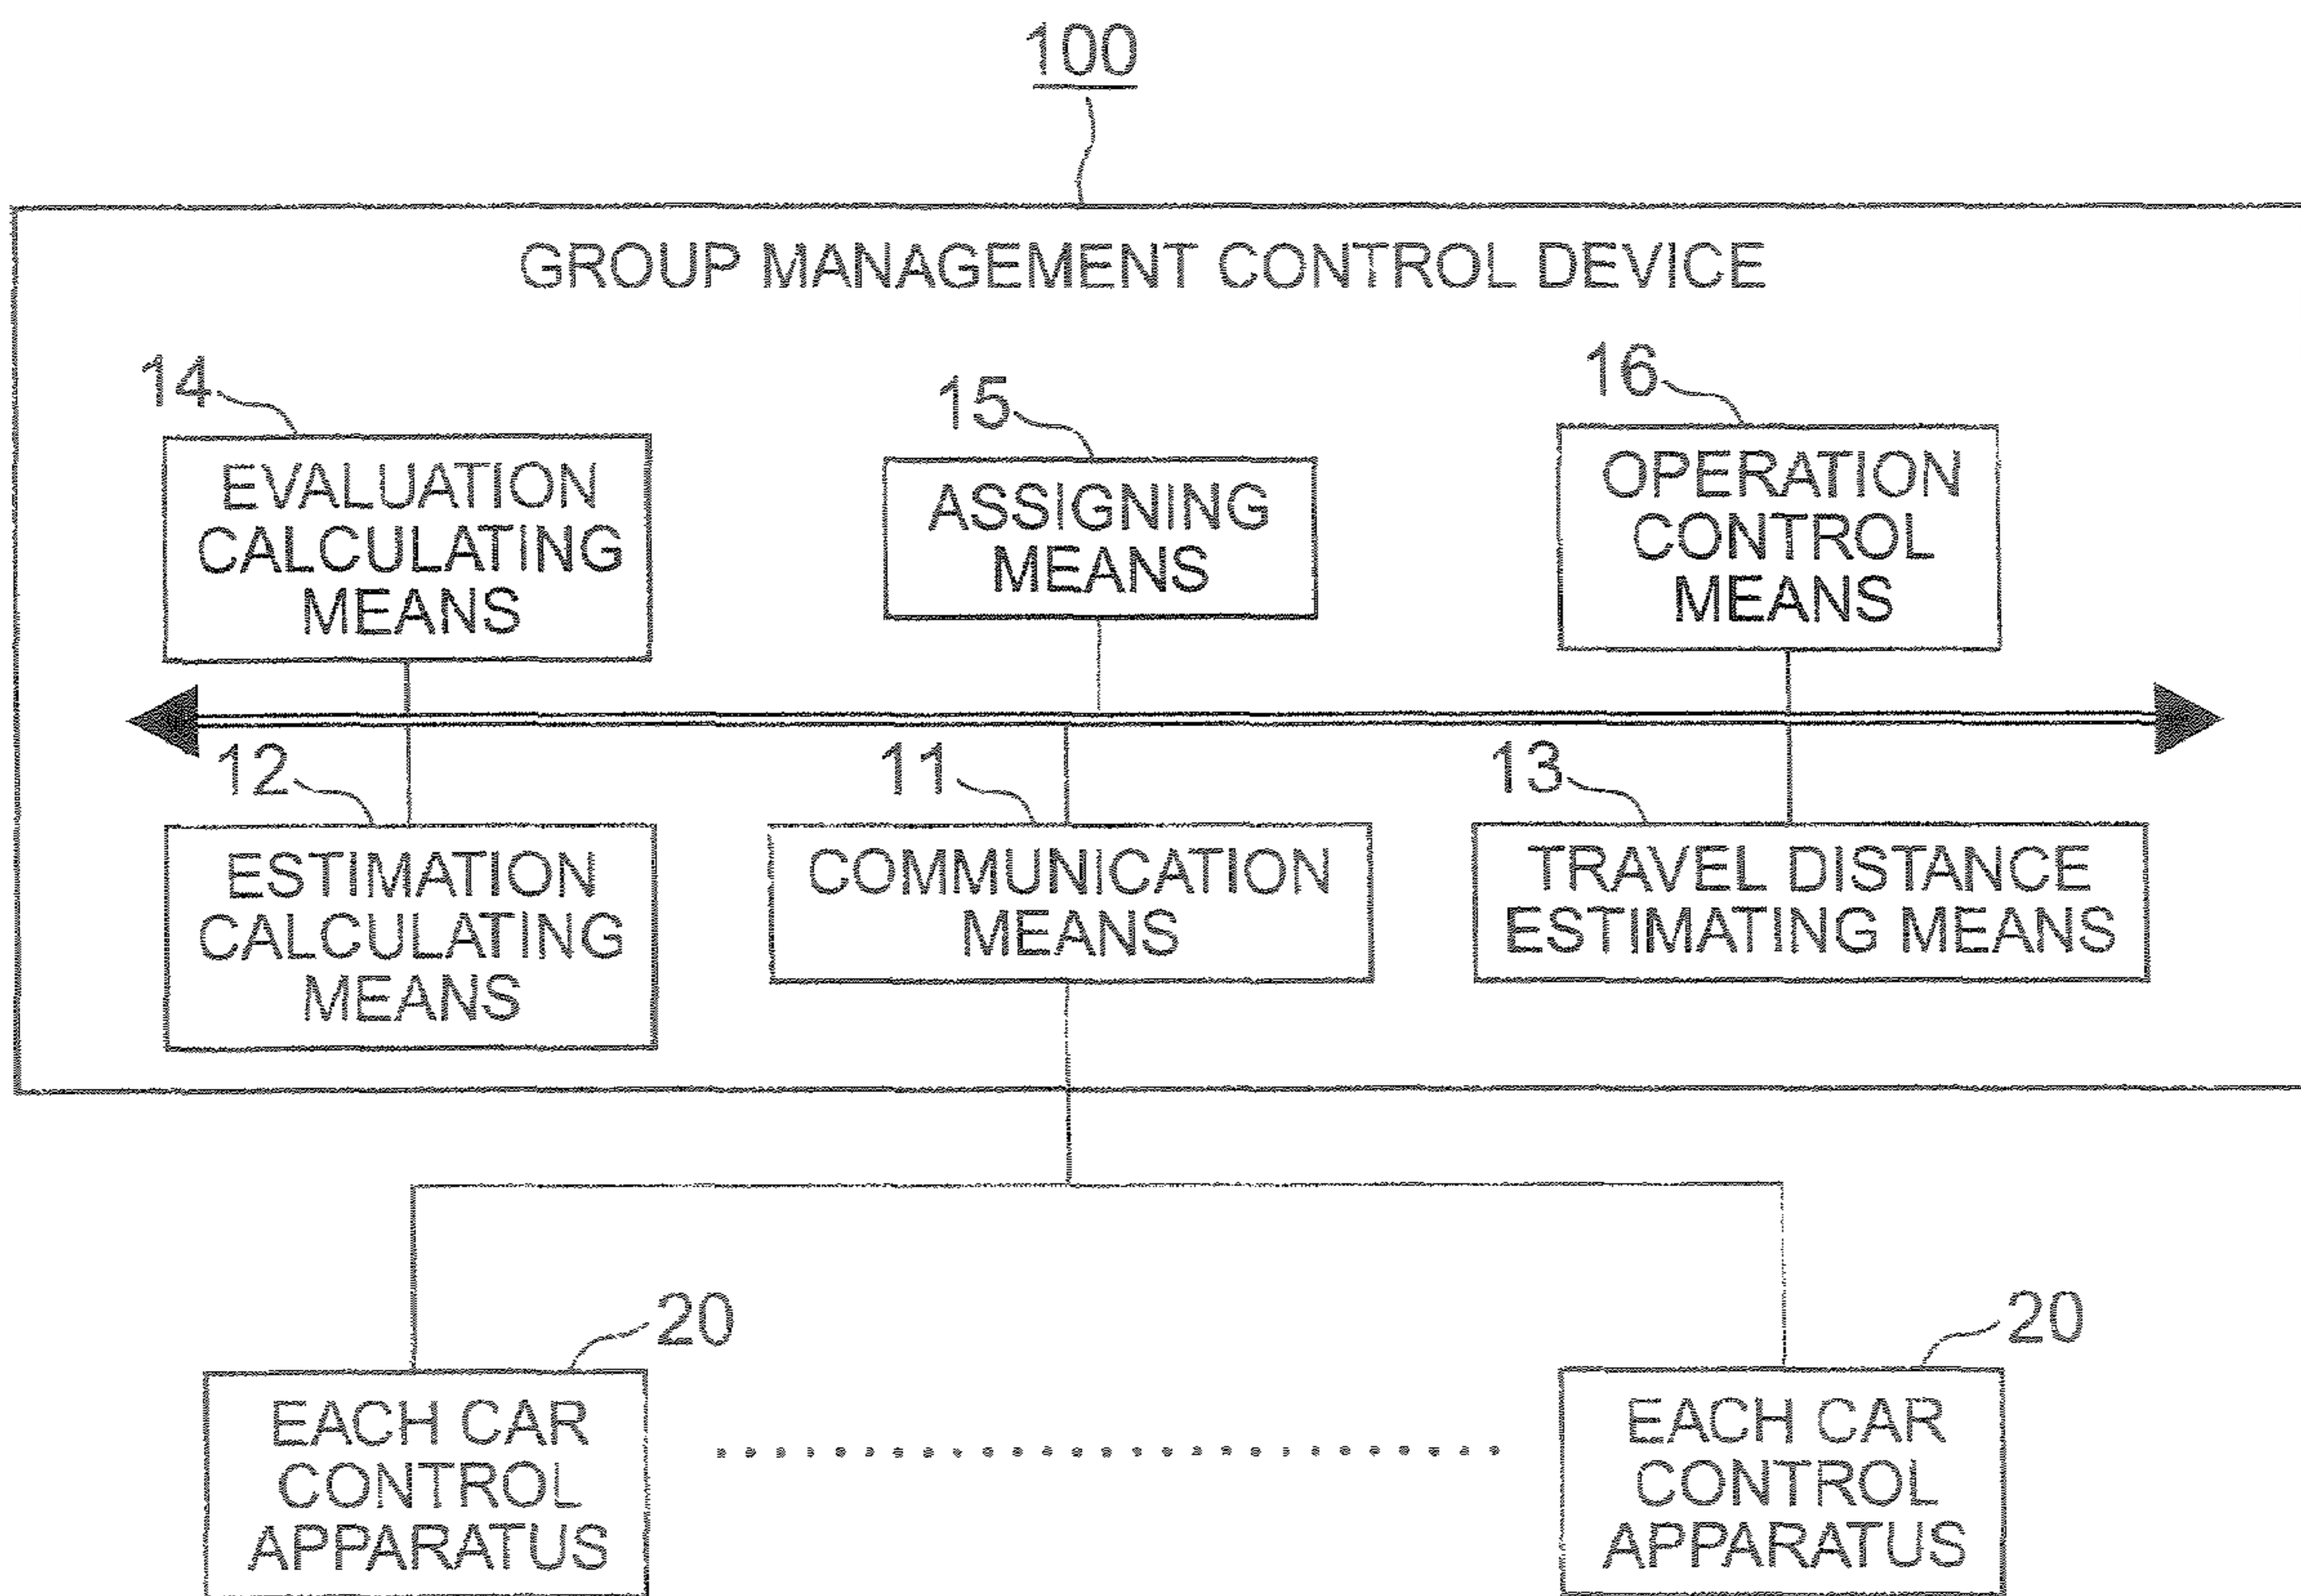 100
GROUP MANAGEMENT CONTROL DEVICE
14
EVALUATION
CALCULATING
MEANS
15
ASSIGNING
MEANS
16
OPERATION
CONTROL
MEANS
12
ESTIMATION
CALCULATING
MEANS
11
COMMUNICATION
MEANS
13
TRAVEL DISTANCE
ESTIMATING MEANS
20
EACH CAR
CONTROL
APPARATUS
20
EACH CAR
CONTROL
APPARATUS